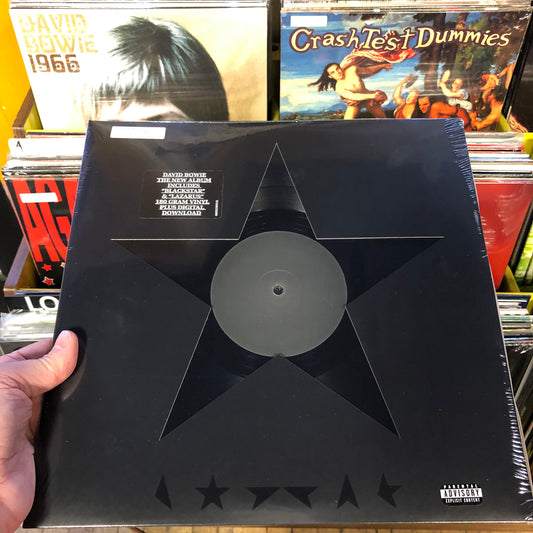 DAVID
BOWIE
1966
Crash Test Dummies
DAVID BOWIE
THE NEW ALBUM
INCLUDES
"BLACKSTAR"
& "LAZARUS"
180 GRAM VINYL
PLUS DIGITAL
DOWNLOAD
LO
PARENTAL
ADVISORY
EXPLICIT CONTENT